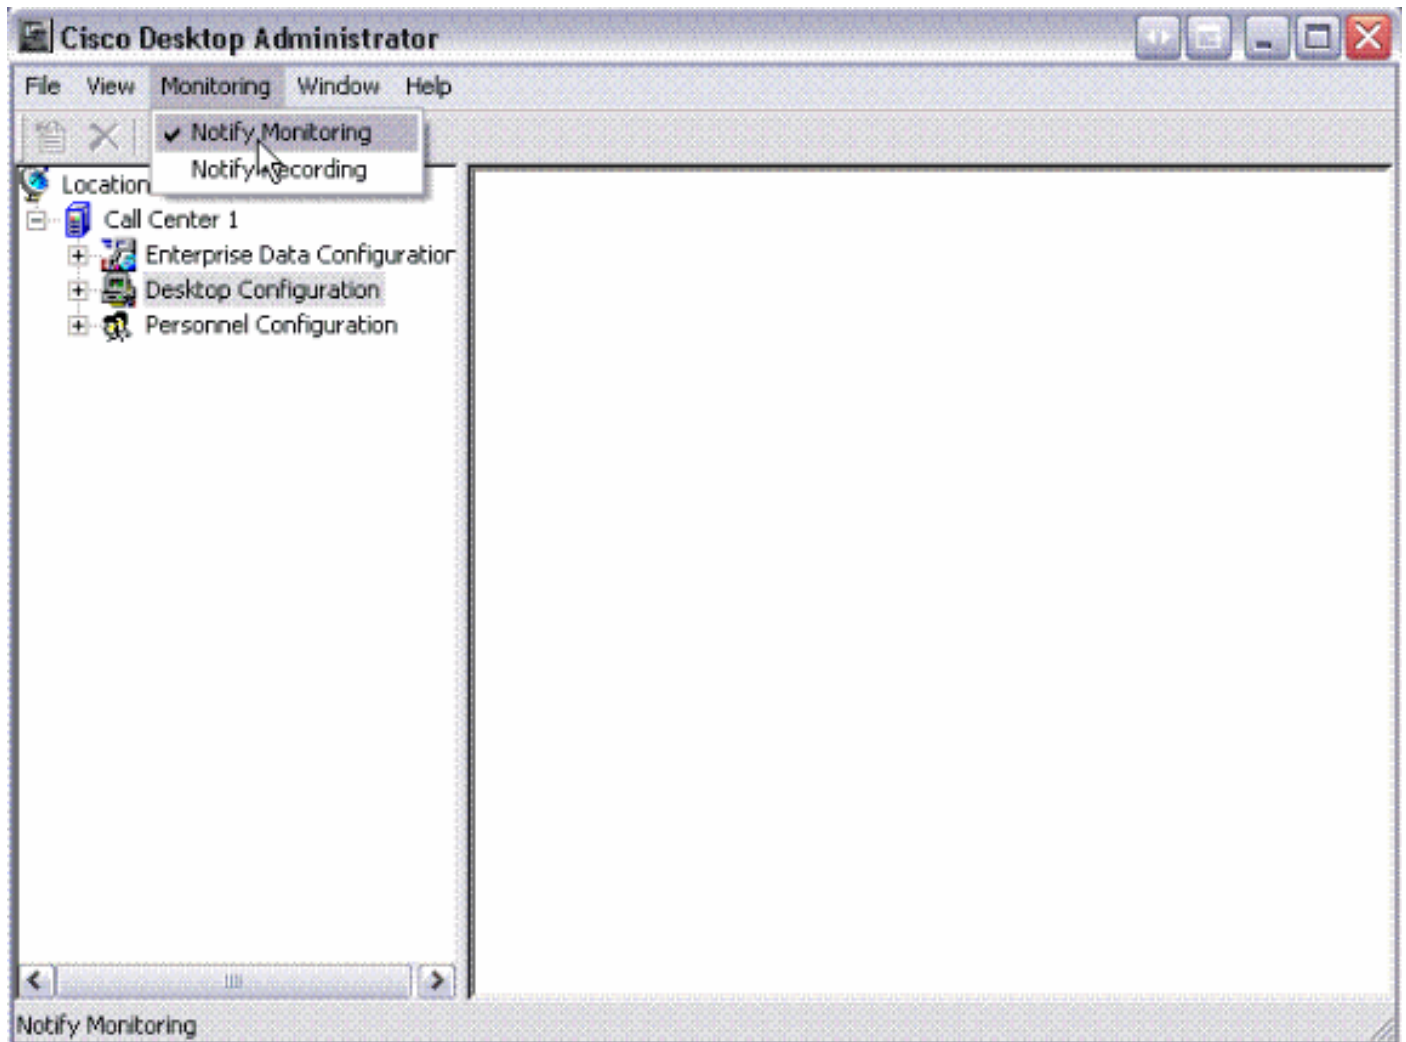 Cisco Desktop Administrator
File View Monitoring Window Help
Notify Monitoring
Notify Recording
Location
Call Center 1
Enterprise Data Configuration
Desktop Configuration
Personnel Configuration
Notify Monitoring